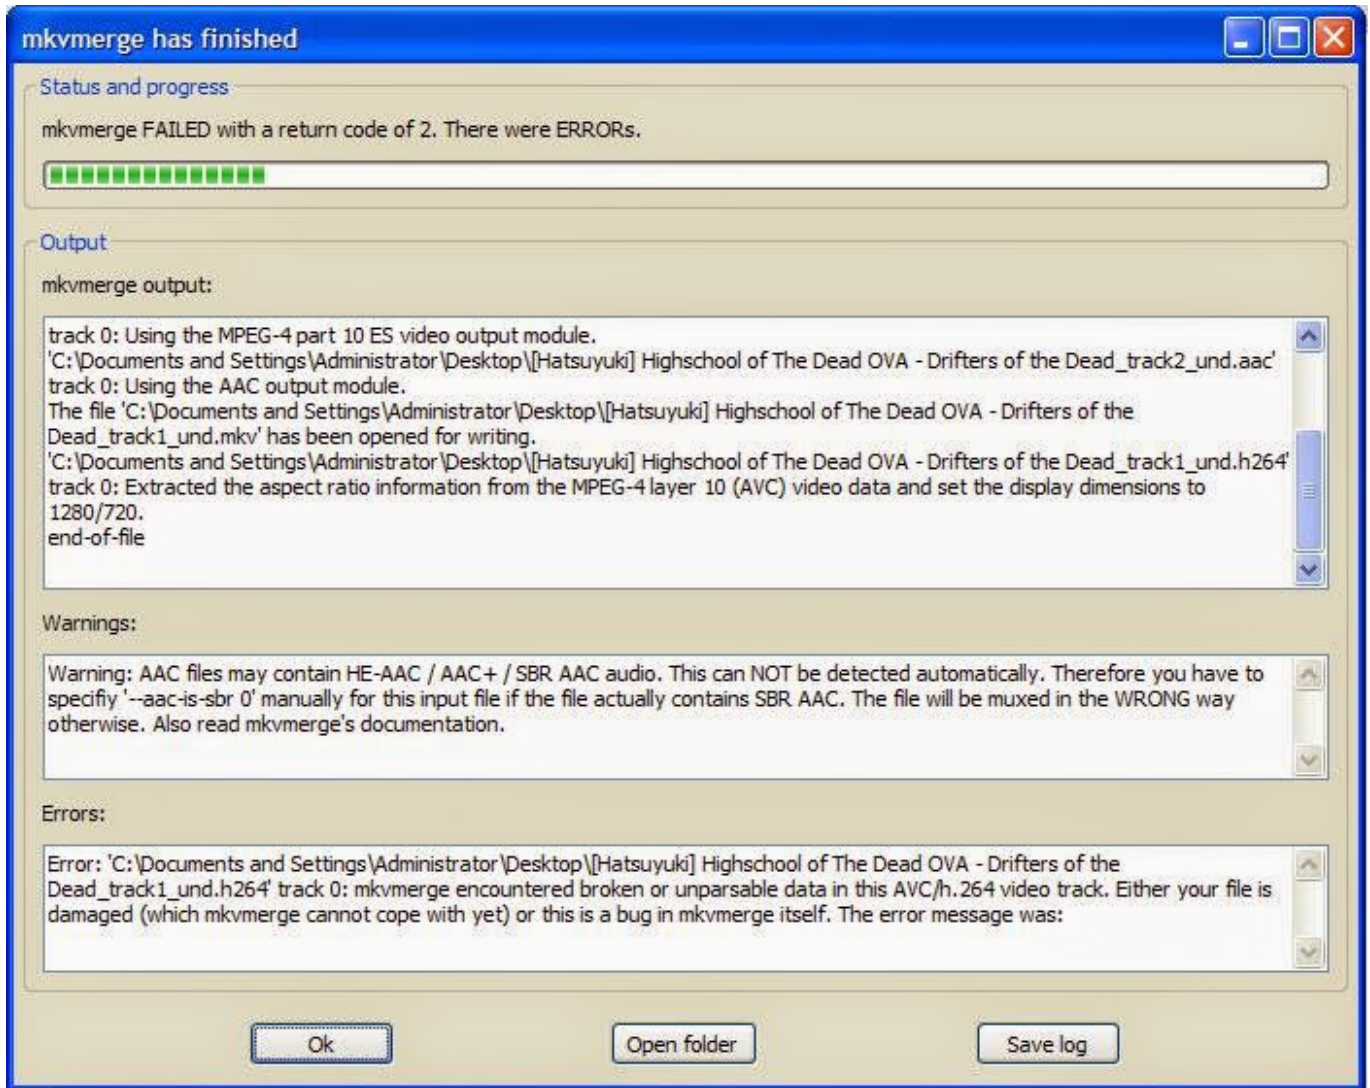 mkvmerge has finished
Status and progress
mkvmerge FAILED with a return code of 2. There were ERRORs.
Output
mkvmerge output:
track 0: Using the MPEG-4 part 10 ES video output module.
'C:\Documents and Settings\Administrator\Desktop\[Hatsuyuki] Highschool of The Dead OVA - Drifters of the Dead_track2_und.aac'
track 0: Using the AAC output module.
The file 'C:\Documents and Settings\Administrator\Desktop\[Hatsuyuki] Highschool of The Dead OVA - Drifters of the
Dead_track1_und.mkv' has been opened for writing.
'C:\Documents and Settings\Administrator\Desktop\[Hatsuyuki] Highschool of The Dead OVA - Drifters of the Dead_track1_und.h264'
track 0: Extracted the aspect ratio information from the MPEG-4 layer 10 (AVC) video data and set the display dimensions to
1280/720.
end-of-file
Warnings:
Warning: AAC files may contain HE-AAC / AAC+ / SBR AAC audio. This can NOT be detected automatically. Therefore you have to
specifiy '--aac-is-sbr 0' manually for this input file if the file actually contains SBR AAC. The file will be muxed in the WRONG way
otherwise. Also read mkvmerge's documentation.
Errors:
Error: 'C:\Documents and Settings\Administrator\Desktop\[Hatsuyuki] Highschool of The Dead OVA - Drifters of the
Dead_track1_und.h264' track 0: mkvmerge encountered broken or unparsable data in this AVC/h.264 video track. Either your file is
damaged (which mkvmerge cannot cope with yet) or this is a bug in mkvmerge itself. The error message was:
Ok
Open folder
Save log